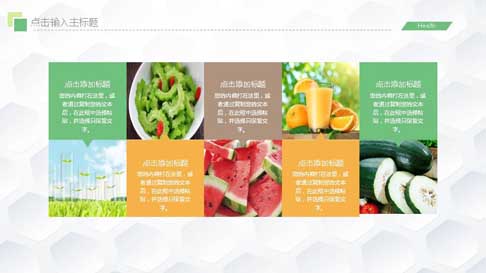 点击输入主标题
Health
点击添加标题
您的内容打在这里，或
者通过复制您的文本
后，在此框中选择粘
贴，并选择只保留文
字。
点击添加标题
您的内容打在这里，或
者通过复制您的文本
后，在此框中选择粘
贴，并选择只保留文
字。
点击添加标题
您的内容打在这里，或
者通过复制您的文本
后，在此框中选择粘
贴，并选择只保留文
字。
点击添加标题
您的内容打在这里，或
者通过复制您的文本
后，在此框中选择粘
贴，并选择只保留文
字。
点击添加标题
您的内容打在这里，或
者通过复制您的文本
后，在此框中选择粘
贴，并选择只保留文
字。